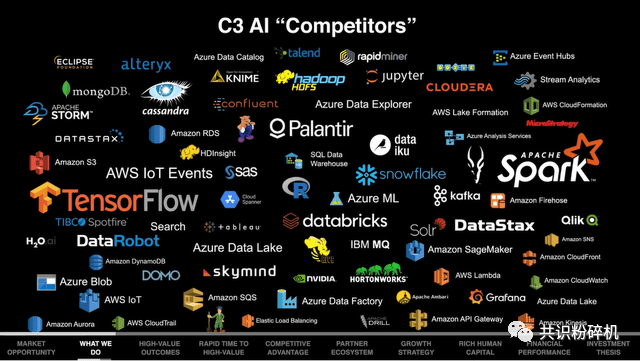 C3 AI “Competitors”
ECLIPSE
FOUNDATION
alteryx
Azure Data Catalog
talend
rapidminer
Azure Event Hubs
mongoDB.
KNIME
hadoop
HDFS
jupyter
HBASE
CLOUDERA
Stream Analytics
APACHE
STORM™
cassandra
confluent
Azure Data Explorer
AWS Lake Formation
AWS CloudFormation
MicroStrategy
DATASTAX
Amazon RDS
Palantir
data
iku
Azure Analysis Services
Amazon S3
AWS IoT Events
HDInsight
sas
SQL Data
Warehouse
snowflake
APACHE
Spark™
TensorFlow
Cloud
Spanner
R
Azure ML
kafka
Amazon Firehose
TIBCO Spotfire
Search
tableau
databricks
Solr
DataStax
Qlik
H2O.ai
DataRobot
Azure Data Lake
IBM MQ
Amazon SageMaker
Amazon SNS
Amazon CloudFront
Amazon DynamoDB
Azure Blob
DOMO
SKYMIND
NVIDIA
HORTONWORKS
AWS Lambda
Amazon CloudWatch
AWS IoT
Amazon SQS
Azure Data Factory
Apache Ambari
Grafana
Azure Data Lake
Amazon Aurora
AWS CloudTrail
Elastic Load Balancing
APACHE
DRILL
Amazon API Gateway
Amazon Kinesis
共识粉碎机
MARKET
OPPORTUNITY
WHAT WE
DO
HIGH-VALUE
OUTCOMES
RAPID TIME TO
HIGH-VALUE
COMPETITIVE
ADVANTAGE
PARTNER
ECOSYSTEM
GROWTH
STRATEGY
RICH HUMAN
CAPITAL
FINANCIAL
PERFORMANCE
INVESTMENT
THESIS